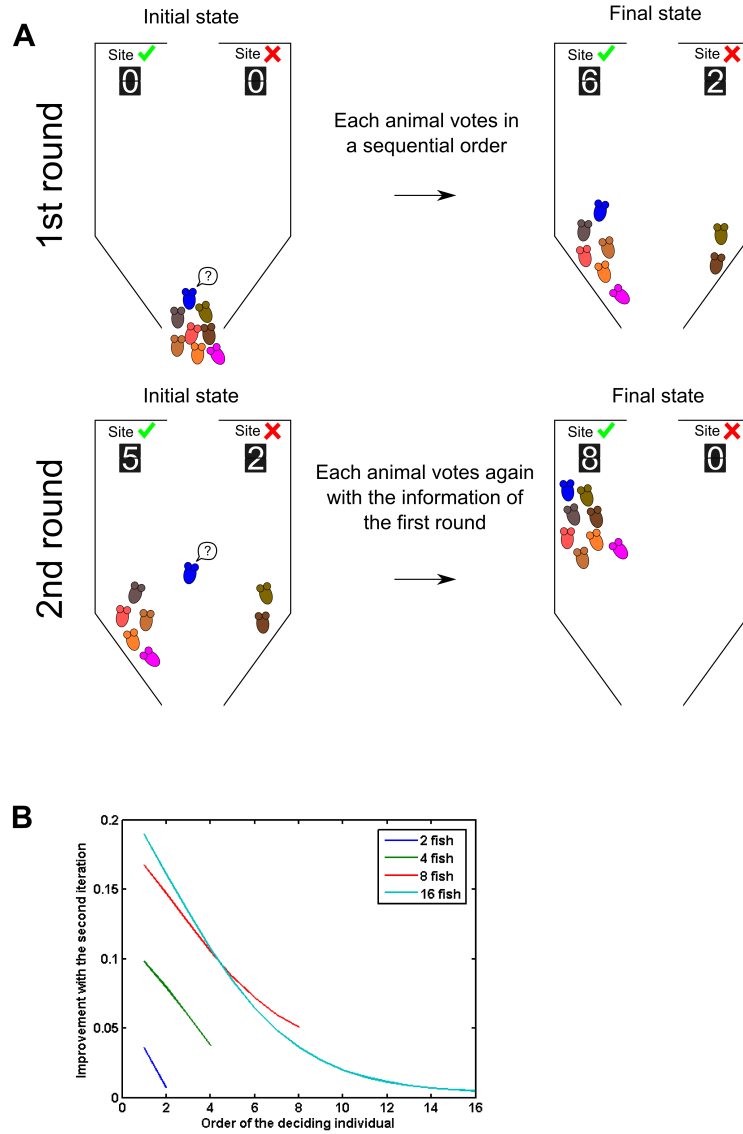 A
Initial state
Final state
1st round
Site
Site
0
0
?
Each animal votes in
a sequential order
Site
Site
6
2
2nd round
Initial state
Final state
Site
Site
5
2
?
Each animal votes again
with the information of
the first round
Site
Site
8
0
B
Improvement with the second iteration
0.2
0.15
0.1
0.05
0
2 fish
4 fish
8 fish
16 fish
0 2 4 6 8 10 12 14 16
Order of the deciding individual